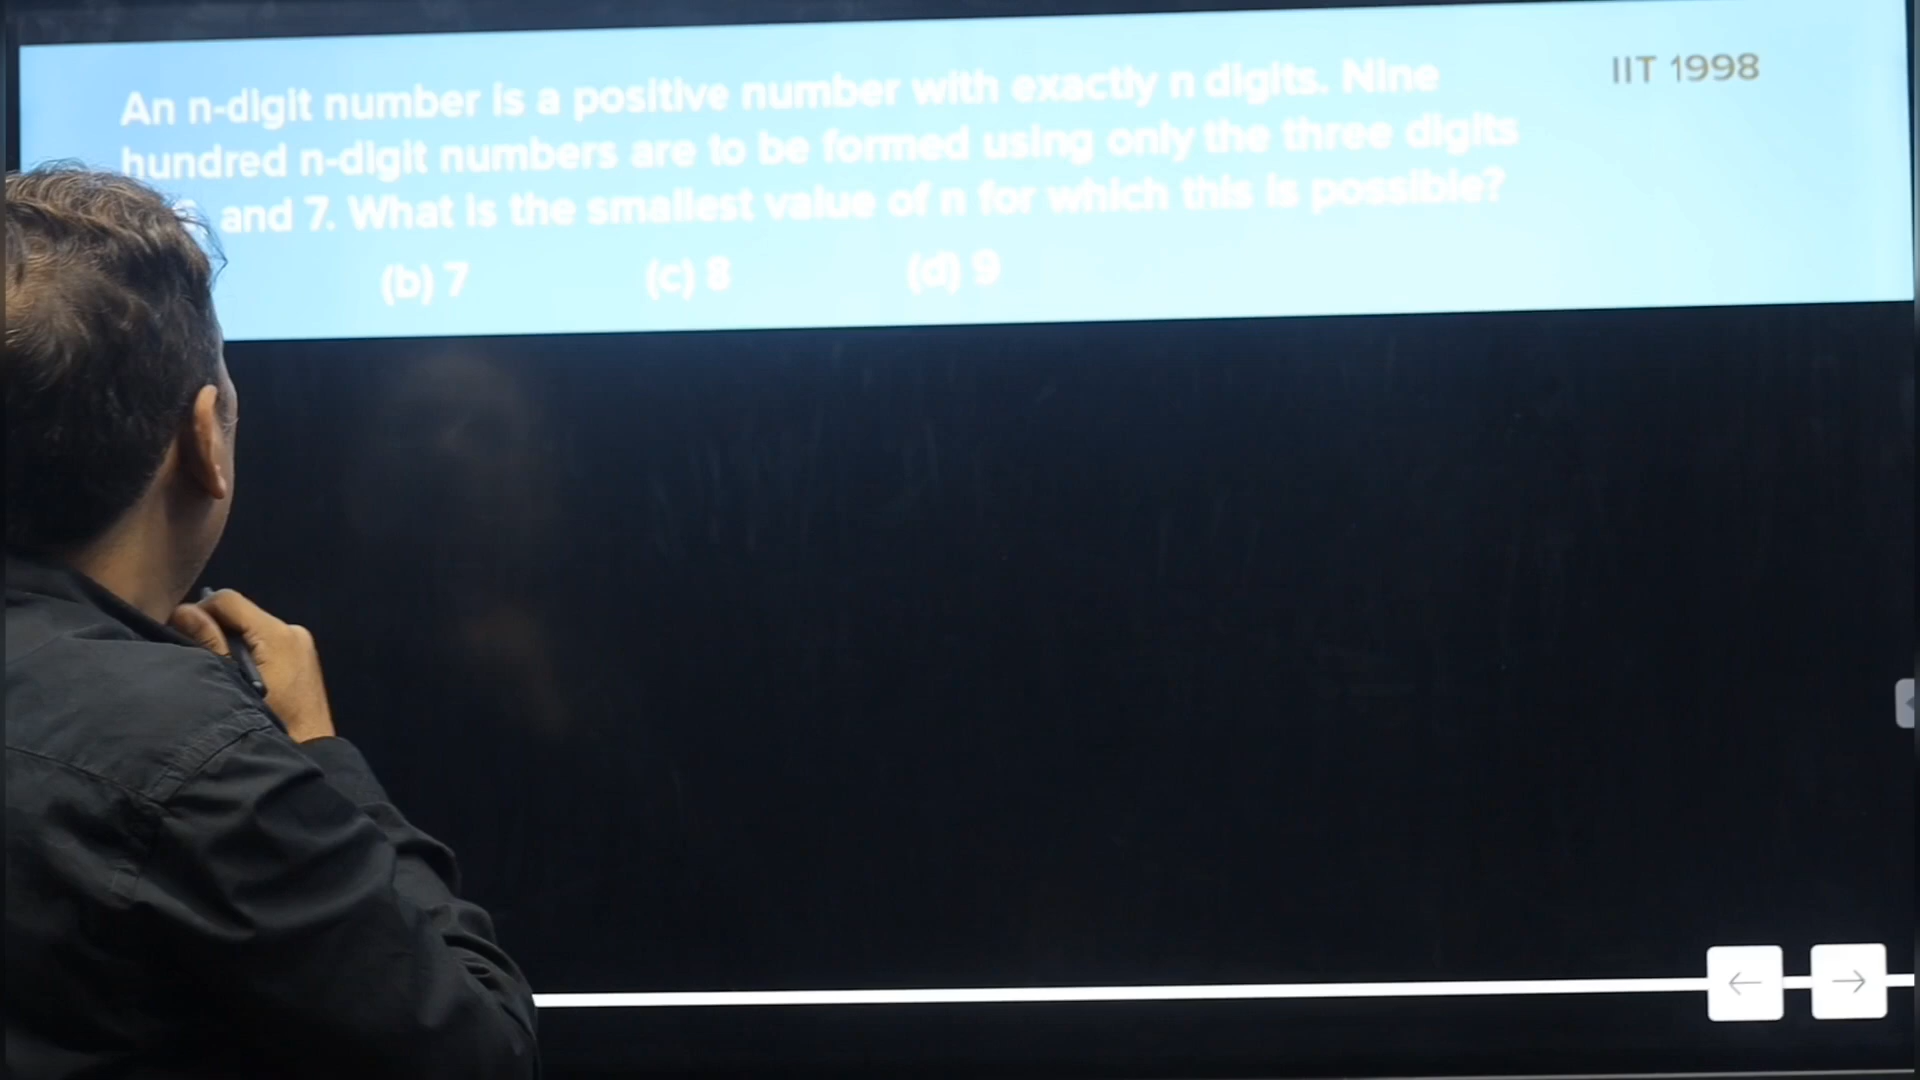 An n-digit number is a positive number with exactly n digits. Nine
IIT 1998
hundred n-digit numbers are to be formed using only the three digits
and 7. What is the smallest value of n for which this is possible?
(b) 7 (c) 8 (d) 9